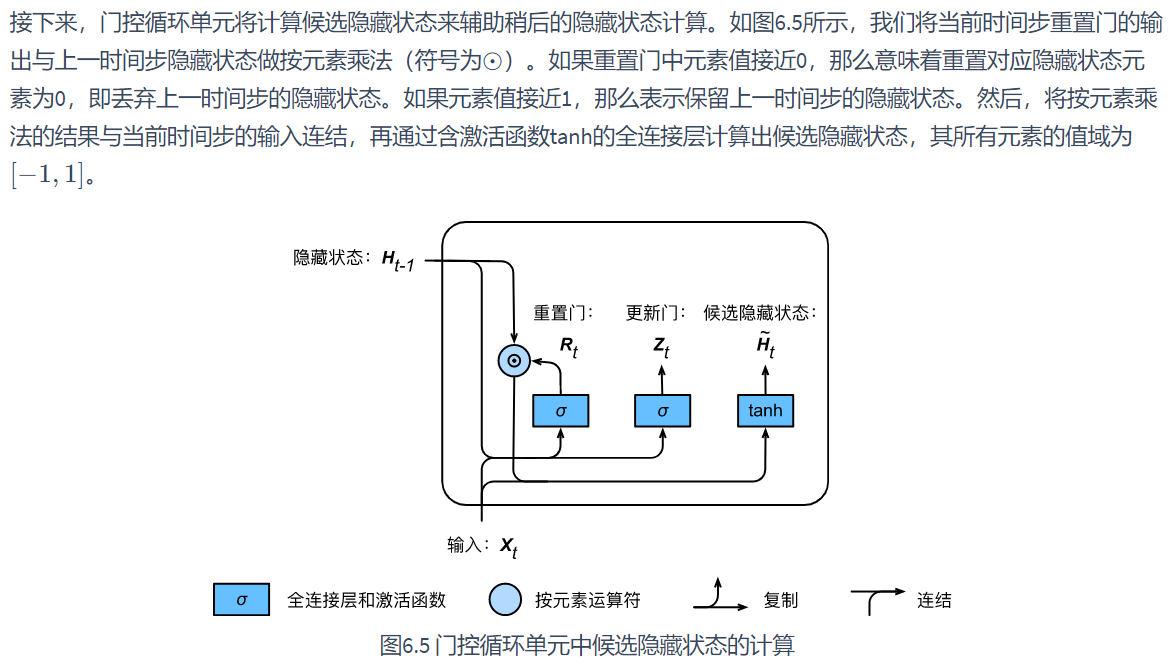 接下来，门控循环单元将计算候选隐藏状态来辅助稍后的隐藏状态计算。如图6.5所示，我们将当前时间步重置门的输
出与上一时间步隐藏状态做按元素乘法（符号为⊙）。如果重置门中元素值接近0，那么意味着重置对应隐藏状态元
素为0，即丢弃上一时间步的隐藏状态。如果元素值接近1，那么表示保留上一时间步的隐藏状态。然后，将按元素乘
法的结果与当前时间步的输入连结，再通过含激活函数tanh的全连接层计算出候选隐藏状态，其所有元素的值域为
[−1, 1]。
隐藏状态：H_{t-1}
重置门： 更新门： 候选隐藏状态：
R_t Z_t H̃_t
⊙
σ σ tanh
输入：X_t
σ 全连接层和激活函数 按元素运算符 复制 连结
图6.5 门控循环单元中候选隐藏状态的计算